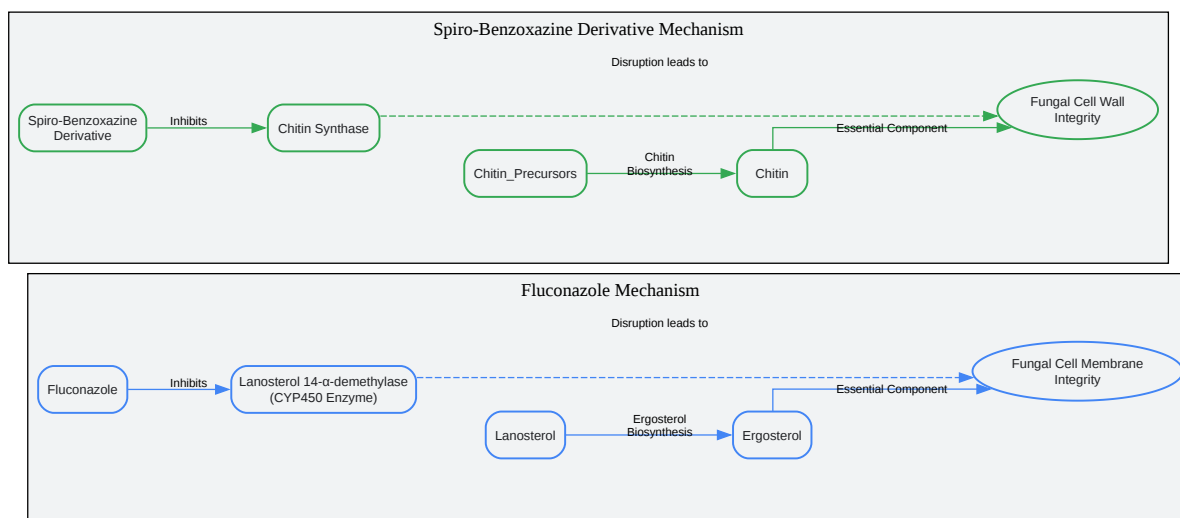 Spiro-Benzoxazine Derivative Mechanism
Disruption leads to
Spiro-Benzoxazine
Derivative
Inhibits
Chitin Synthase
Fungal Cell Wall
Integrity
Essential Component
Chitin_Precursors
Chitin
Biosynthesis
Chitin
Fluconazole Mechanism
Disruption leads to
Fluconazole
Inhibits
Lanosterol 14-α-demethylase
(CYP450 Enzyme)
Fungal Cell Membrane
Integrity
Essential Component
Lanosterol
Ergosterol
Biosynthesis
Ergosterol